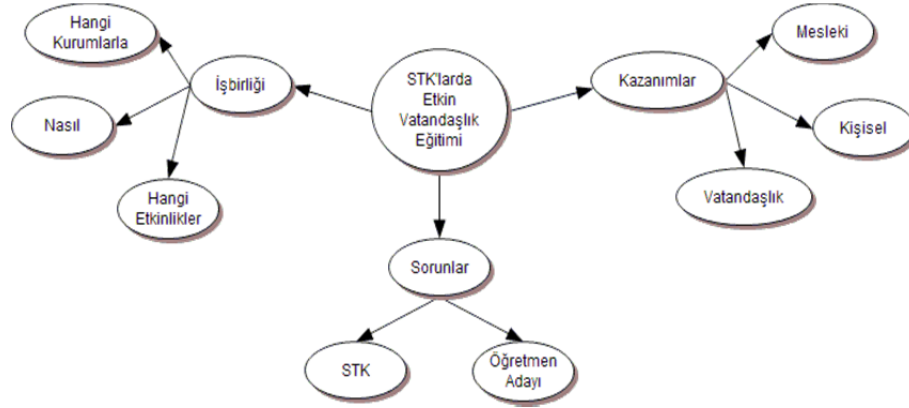 Hangi
Kurumlarla
İşbirliği
Nasıl
Hangi
Etkinlikler
STK'larda
Etkin
Vatandaşlık
Eğitimi
Kazanımlar
Mesleki
Kişisel
Vatandaşlık
Sorunlar
STK
Öğretmen
Adayı